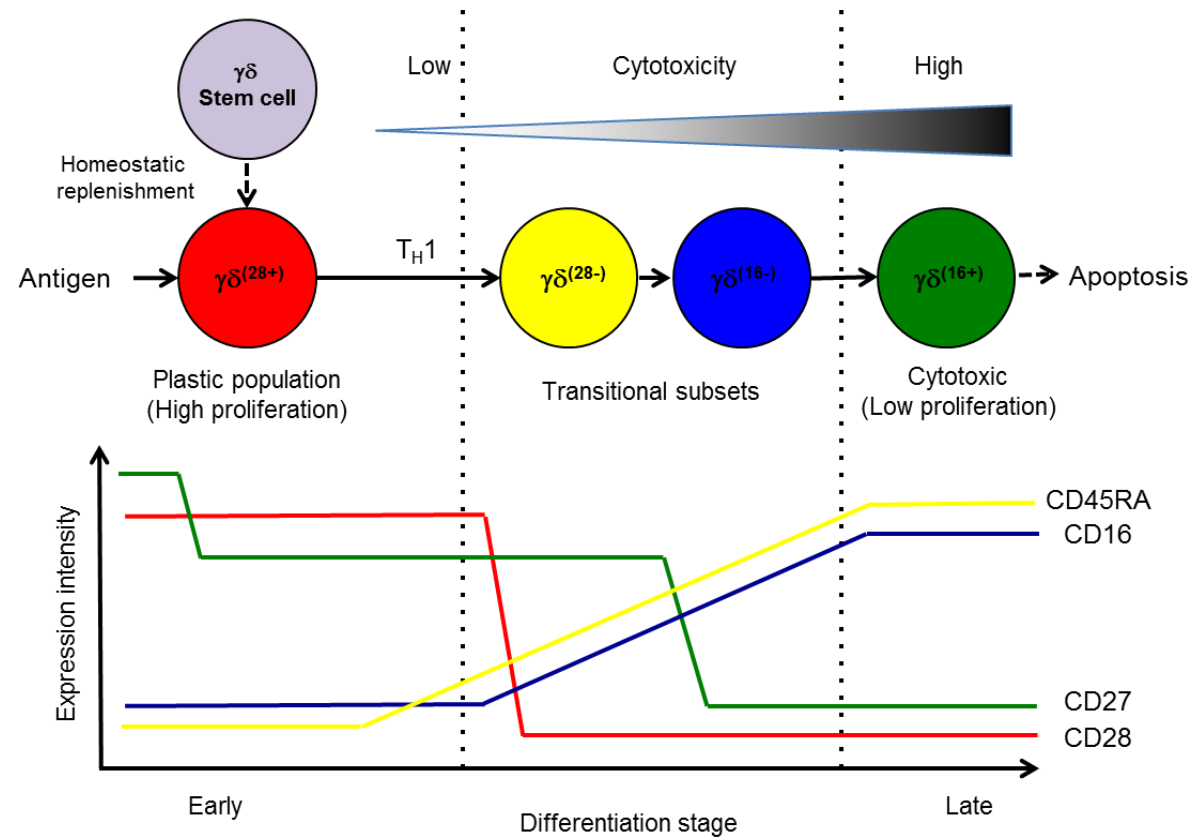 γδ
Stem cell
Low
Cytotoxicity
High
Homeostatic
replenishment
Antigen
γδ(28+)
TH1
γδ(28-)
γδ(16-)
γδ(16+)
Apoptosis
Plastic population
(High proliferation)
Transitional subsets
Cytotoxic
(Low proliferation)
Expression intensity
CD45RA
CD16
CD27
CD28
Early
Differentiation stage
Late